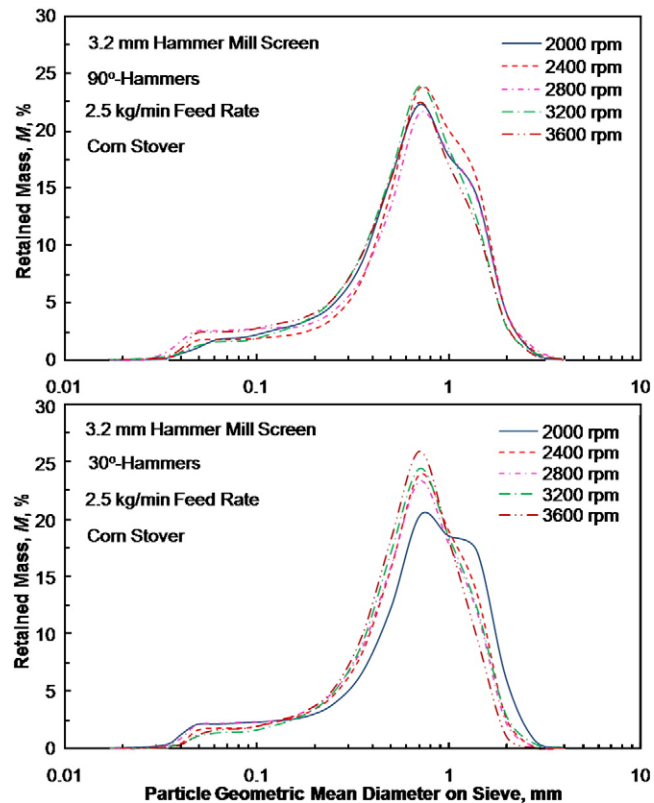 30
25
20
15
10
5
0
Retained Mass, M, %
3.2 mm Hammer Mill Screen
90º-Hammers
2.5 kg/min Feed Rate
Corn Stover
2000 rpm
2400 rpm
2800 rpm
3200 rpm
3600 rpm
0.01 0.1 1 10
30
25
20
15
10
5
0
Retained Mass, M, %
3.2 mm Hammer Mill Screen
30º-Hammers
2.5 kg/min Feed Rate
Corn Stover
2000 rpm
2400 rpm
2800 rpm
3200 rpm
3600 rpm
0.01 0.1 1 10
Particle Geometric Mean Diameter on Sieve, mm